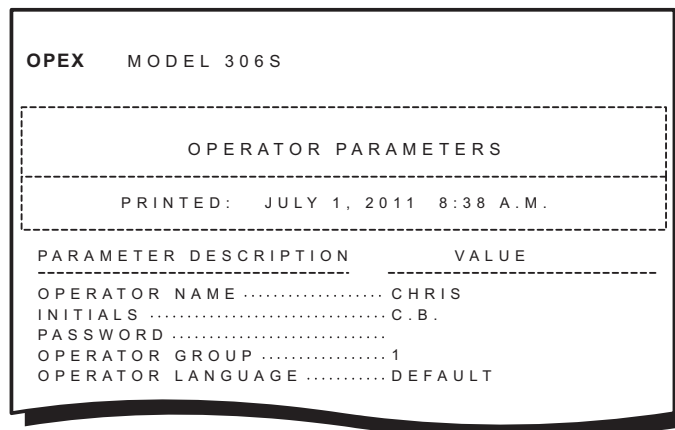 OPEX MODEL 306S
OPERATOR PARAMETERS
PRINTED: JULY 1, 2011 8:38 A.M.
PARAMETER DESCRIPTION VALUE
OPERATOR NAME ................... CHRIS
INITIALS ................................ C.B.
PASSWORD .............................
OPERATOR GROUP ................. 1
OPERATOR LANGUAGE ........... DEFAULT